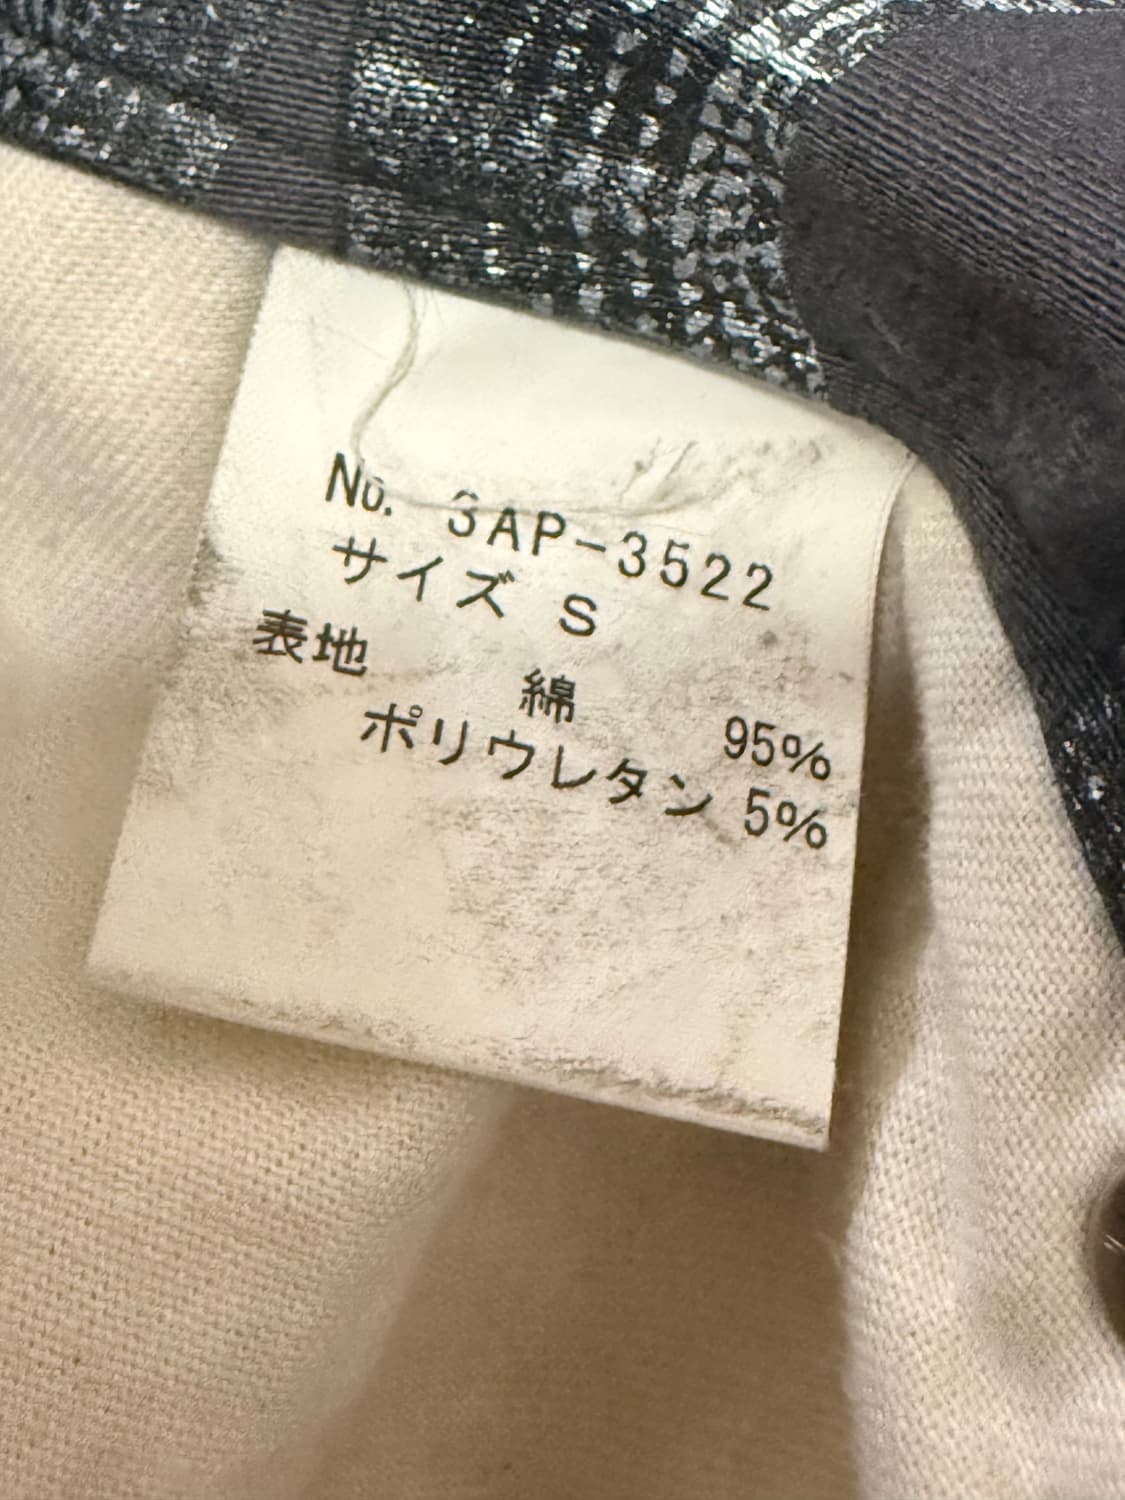 No. 3AP-3522
サイズ S
表地 綿 95%
ポリウレタン 5%